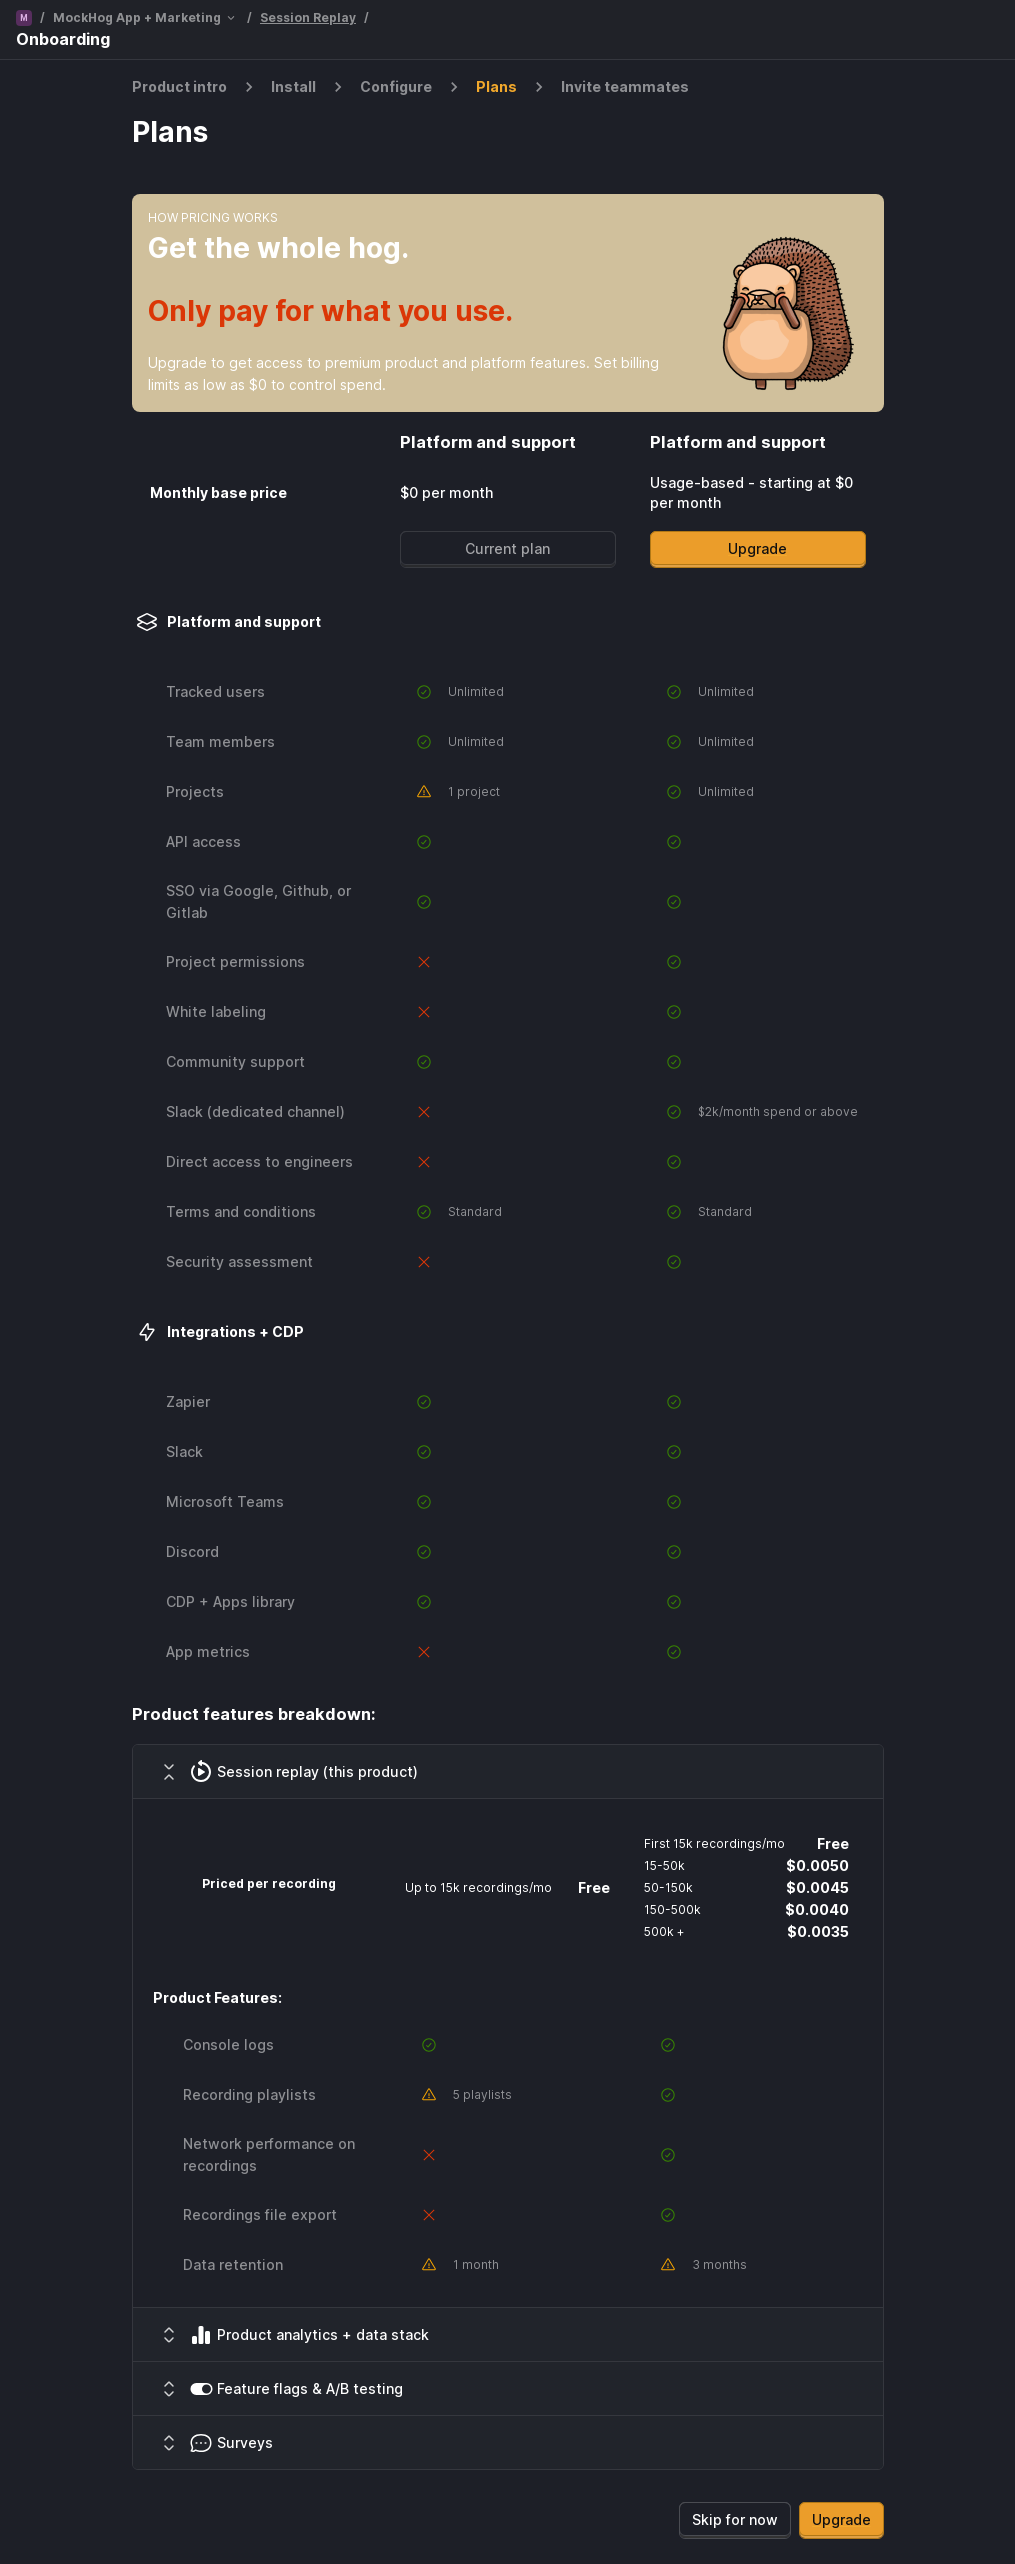 M / MockHog App + Marketing / Session Replay /
Onboarding
Product intro Install Configure Plans Invite teammates
Plans
HOW PRICING WORKS
Get the whole hog.
Only pay for what you use.
Upgrade to get access to premium product and platform features. Set billing
limits as low as $0 to control spend.
Platform and support Platform and support
Monthly base price $0 per month Usage-based - starting at $0
per month
Current plan Upgrade
Platform and support
Tracked users Unlimited Unlimited
Team members Unlimited Unlimited
Projects 1 project Unlimited
API access
SSO via Google, Github, or
Gitlab
Project permissions
White labeling
Community support
Slack (dedicated channel) $2k/month spend or above
Direct access to engineers
Terms and conditions Standard Standard
Security assessment
Integrations + CDP
Zapier
Slack
Microsoft Teams
Discord
CDP + Apps library
App metrics
Product features breakdown:
Session replay (this product)
First 15k recordings/mo Free
15-50k $0.0050
Priced per recording Up to 15k recordings/mo Free 50-150k $0.0045
150-500k $0.0040
500k + $0.0035
Product Features:
Console logs
Recording playlists 5 playlists
Network performance on
recordings
Recordings file export
Data retention 1 month 3 months
Product analytics + data stack
Feature flags & A/B testing
Surveys
Skip for now Upgrade